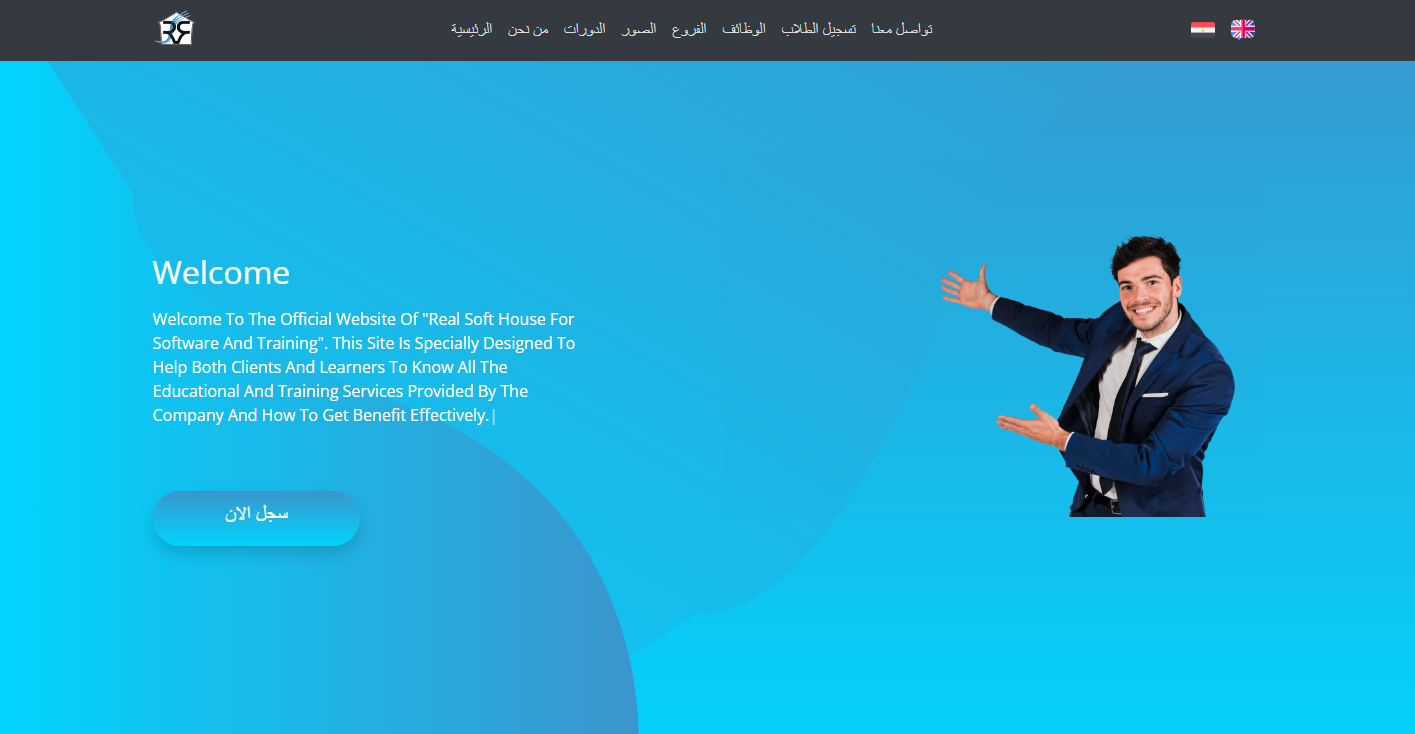 الرئيسية من نحن الدورات الصور الفروع الوظائف تسجيل الطلاب تواصل معنا
Welcome
Welcome To The Official Website Of "Real Soft House For
Software And Training". This Site Is Specially Designed To
Help Both Clients And Learners To Know All The
Educational And Training Services Provided By The
Company And How To Get Benefit Effectively.|
سجل الان